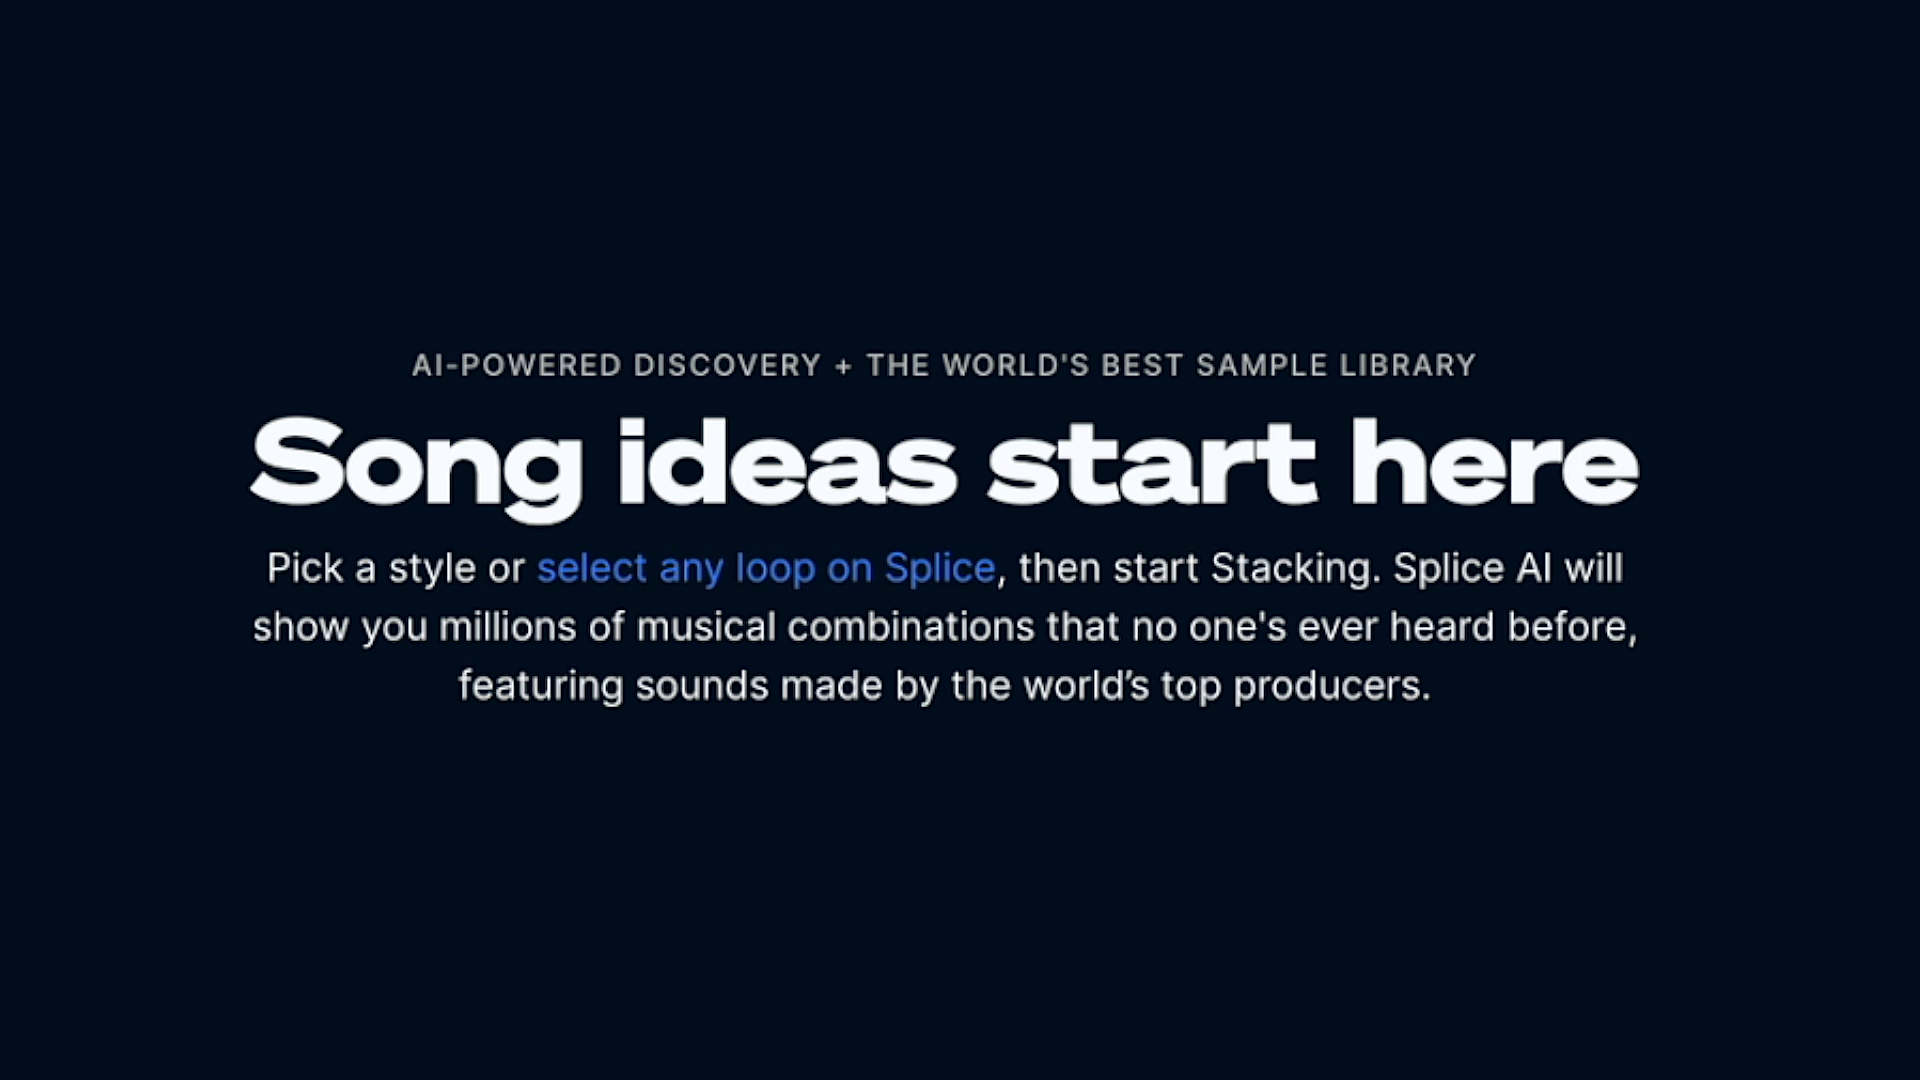 AI-POWERED DISCOVERY + THE WORLD'S BEST SAMPLE LIBRARY
Song ideas start here
Pick a style or select any loop on Splice, then start Stacking. Splice AI will
show you millions of musical combinations that no one's ever heard before,
featuring sounds made by the world’s top producers.